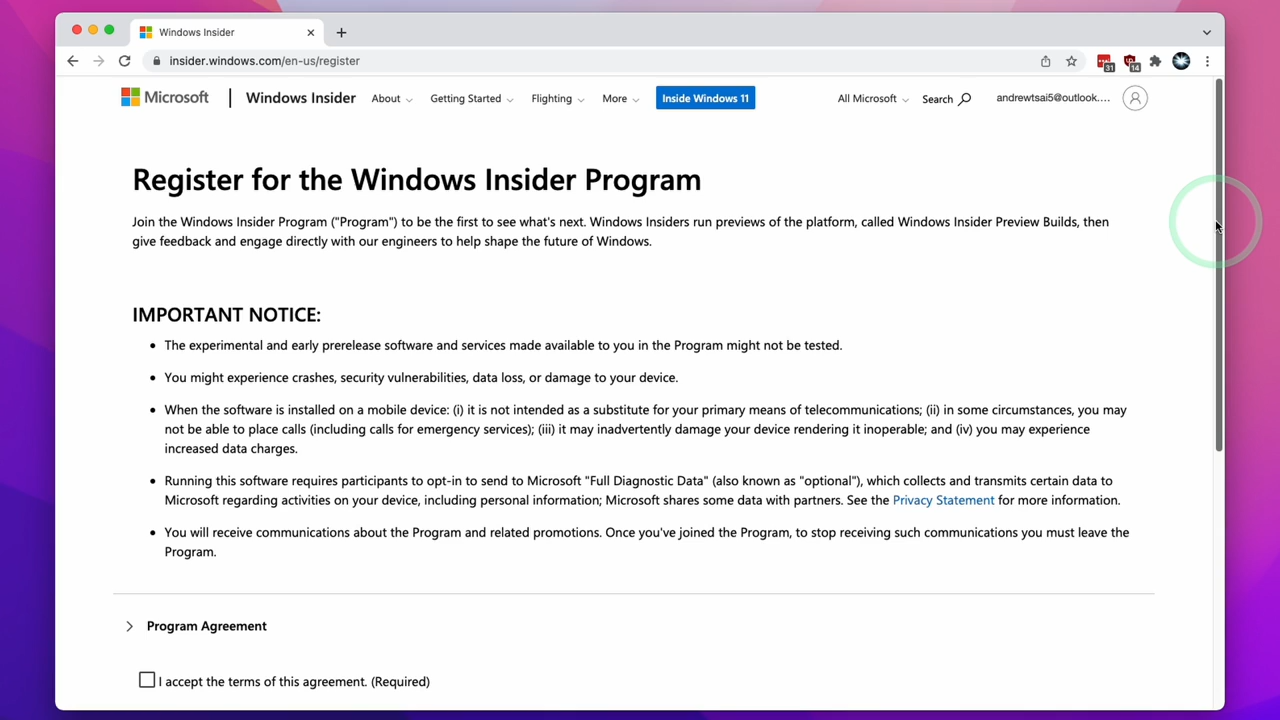 Windows Insider
insider.windows.com/en-us/register
31
14
Microsoft
Windows Insider
About
Getting Started
Flighting
More
Inside Windows 11
All Microsoft
Search
andrewtsai5@outlook....
Register for the Windows Insider Program
Join the Windows Insider Program ("Program") to be the first to see what's next. Windows Insiders run previews of the platform, called Windows Insider Preview Builds, then
give feedback and engage directly with our engineers to help shape the future of Windows.
IMPORTANT NOTICE:
• The experimental and early prerelease software and services made available to you in the Program might not be tested.
• You might experience crashes, security vulnerabilities, data loss, or damage to your device.
• When the software is installed on a mobile device: (i) it is not intended as a substitute for your primary means of telecommunications; (ii) in some circumstances, you may
not be able to place calls (including calls for emergency services); (iii) it may inadvertently damage your device rendering it inoperable; and (iv) you may experience
increased data charges.
• Running this software requires participants to opt-in to send to Microsoft "Full Diagnostic Data" (also known as "optional"), which collects and transmits certain data to
Microsoft regarding activities on your device, including personal information; Microsoft shares some data with partners. See the Privacy Statement for more information.
• You will receive communications about the Program and related promotions. Once you've joined the Program, to stop receiving such communications you must leave the
Program.
Program Agreement
I accept the terms of this agreement. (Required)